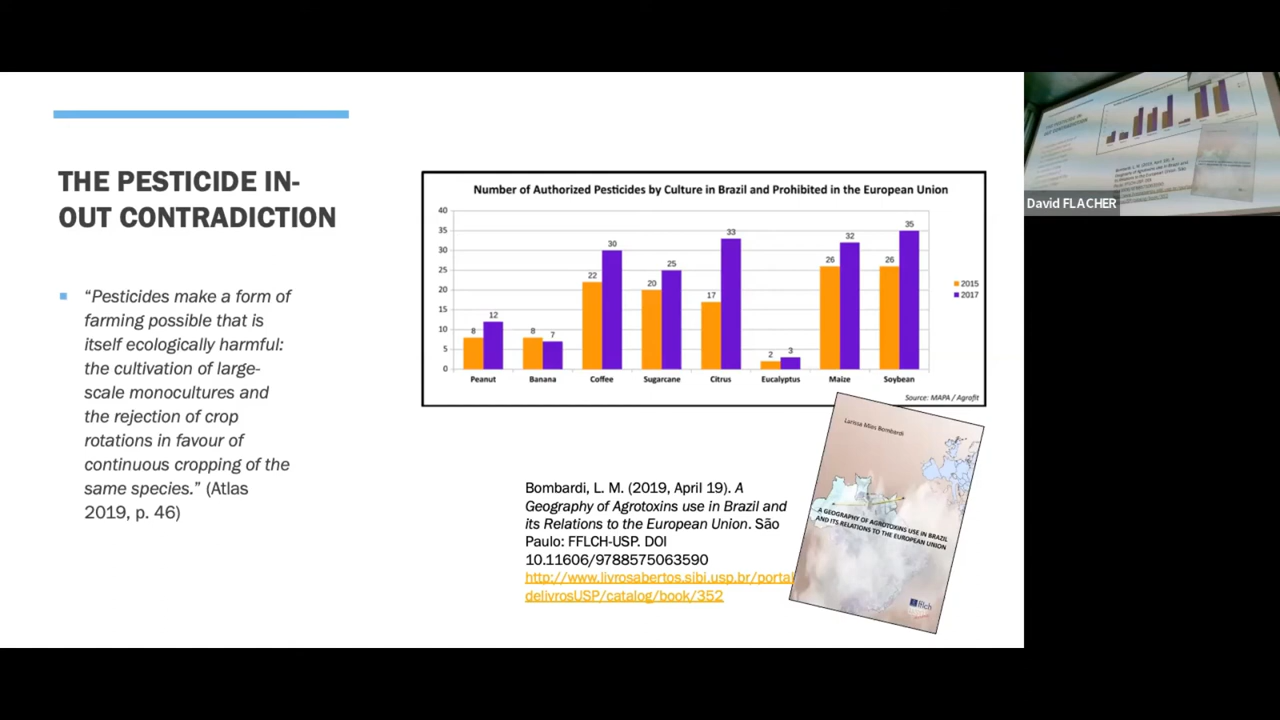 THE PESTICIDE IN-
OUT CONTRADICTION
“Pesticides make a form of
farming possible that is
itself ecologically harmful:
the cultivation of large-
scale monocultures and
the rejection of crop
rotations in favour of
continuous cropping of the
same species.” (Atlas
2019, p. 46)
Number of Authorized Pesticides by Culture in Brazil and Prohibited in the European Union
40
35
30
25
20
15
10
5
0
8
12
8
7
22
30
20
25
17
33
2
3
26
32
26
35
Peanut
Banana
Coffee
Sugarcane
Citrus
Eucalyptus
Maize
Soybean
2015
2017
Source: MAPA / Agrofit
Bombardi, L. M. (2019, April 19). A
Geography of Agrotoxins use in Brazil and
its Relations to the European Union. São
Paulo: FFLCH-USP. DOI
10.11606/9788575063590
http://www.livrosabertos.sibi.usp.br/portal
delivrosUSP/catalog/book/352
Larissa Mies Bombardi
A GEOGRAPHY OF AGROTOXINS USE IN BRAZIL
AND ITS RELATIONS TO THE EUROPEAN UNION
fflch
THE PESTICIDE IN-
OUT CONTRADICTION
David FLACHER